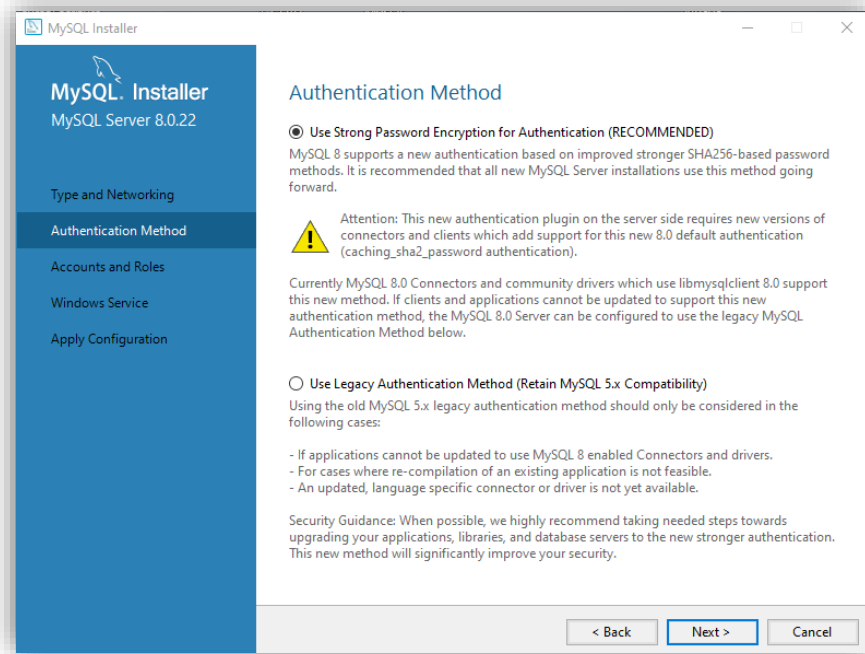 MySQL Installer
MySQL. Installer
MySQL Server 8.0.22
Type and Networking
Authentication Method
Accounts and Roles
Windows Service
Apply Configuration
Authentication Method
Use Strong Password Encryption for Authentication (RECOMMENDED)
MySQL 8 supports a new authentication based on improved stronger SHA256-based password
methods. It is recommended that all new MySQL Server installations use this method going
forward.
Attention: This new authentication plugin on the server side requires new versions of
connectors and clients which add support for this new 8.0 default authentication
(caching_sha2_password authentication).
Currently MySQL 8.0 Connectors and community drivers which use libmysqlclient 8.0 support
this new method. If clients and applications cannot be updated to support this new
authentication method, the MySQL 8.0 Server can be configured to use the legacy MySQL
Authentication Method below.
Use Legacy Authentication Method (Retain MySQL 5.x Compatibility)
Using the old MySQL 5.x legacy authentication method should only be considered in the
following cases:
- If applications cannot be updated to use MySQL 8 enabled Connectors and drivers.
- For cases where re-compilation of an existing application is not feasible.
- An updated, language specific connector or driver is not yet available.
Security Guidance: When possible, we highly recommend taking needed steps towards
upgrading your applications, libraries, and database servers to the new stronger authentication.
This new method will significantly improve your security.
< Back
Next >
Cancel